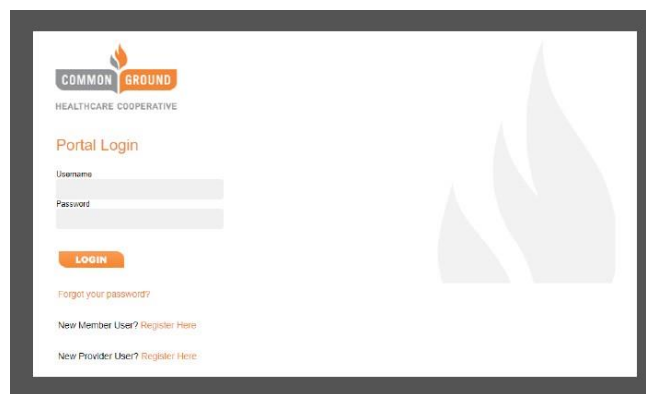 COMMON GROUND
HEALTHCARE COOPERATIVE
Portal Login
Username
Password
LOGIN
Forgot your password?
New Member User? Register Here
New Provider User? Register Here